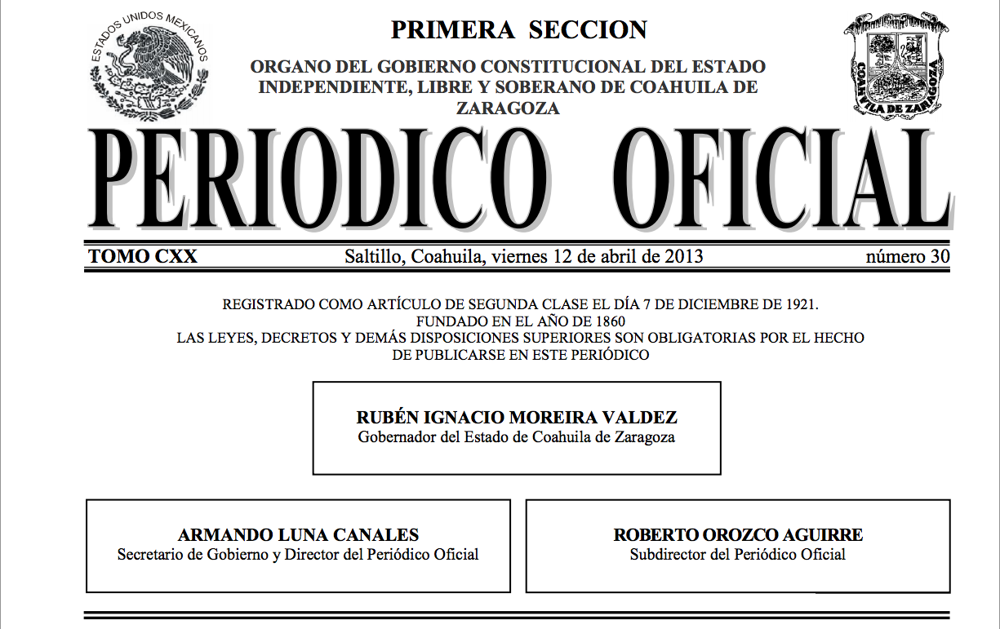 ESTADOS UNIDOS MEXICANOS
PRIMERA SECCION
ORGANO DEL GOBIERNO CONSTITUCIONAL DEL ESTADO
INDEPENDIENTE, LIBRE Y SOBERANO DE COAHUILA DE
ZARAGOZA
COAHVILA DE ZARAGOZA
PERIODICO OFICIAL
TOMO CXX Saltillo, Coahuila, viernes 12 de abril de 2013 número 30
REGISTRADO COMO ARTÍCULO DE SEGUNDA CLASE EL DÍA 7 DE DICIEMBRE DE 1921.
FUNDADO EN EL AÑO DE 1860
LAS LEYES, DECRETOS Y DEMÁS DISPOSICIONES SUPERIORES SON OBLIGATORIAS POR EL HECHO
DE PUBLICARSE EN ESTE PERIÓDICO
RUBÉN IGNACIO MOREIRA VALDEZ
Gobernador del Estado de Coahuila de Zaragoza
ARMANDO LUNA CANALES
Secretario de Gobierno y Director del Periódico Oficial
ROBERTO OROZCO AGUIRRE
Subdirector del Periódico Oficial